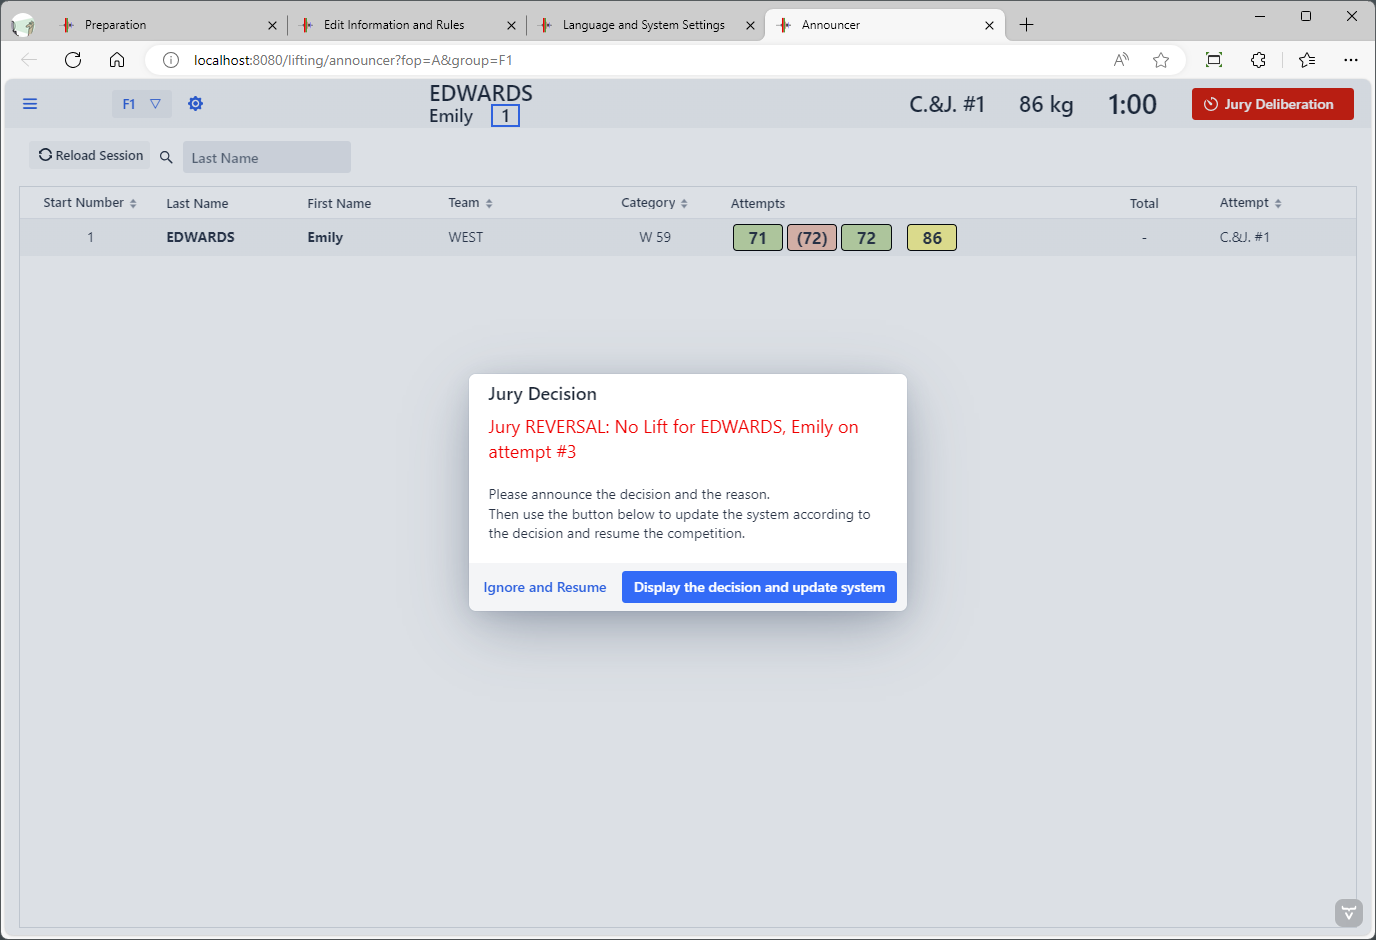 Preparation
Edit Information and Rules
Language and System Settings
Announcer
localhost:8080/lifting/announcer?fop=A&group=F1
F1
EDWARDS
Emily 1
C.&J. #1 86 kg 1:00 Jury Deliberation
Reload Session Last Name
Start Number Last Name First Name Team Category Attempts Total Attempt
1 EDWARDS Emily WEST W 59 71 (72) 72 86 - C.&J. #1
Jury Decision
Jury REVERSAL: No Lift for EDWARDS, Emily on
attempt #3
Please announce the decision and the reason.
Then use the button below to update the system according to
the decision and resume the competition.
Ignore and Resume Display the decision and update system